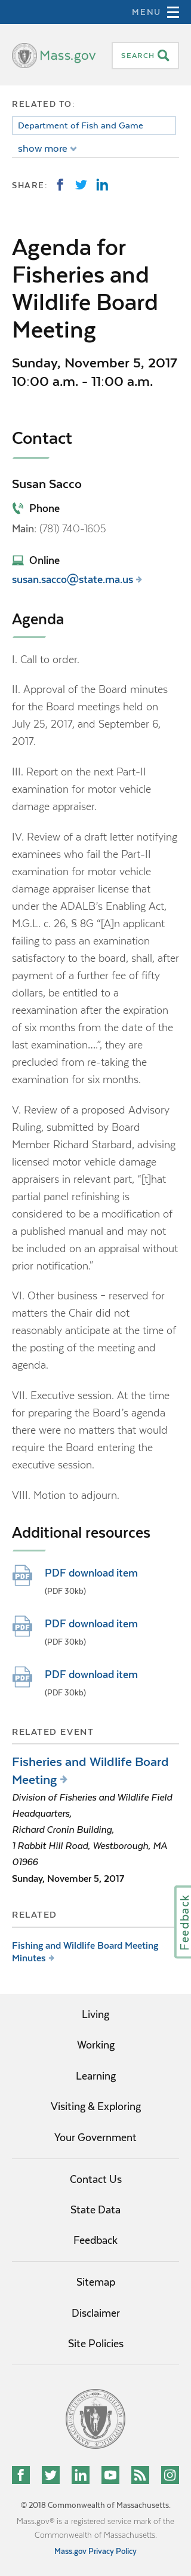 MENU
Mass.gov
SEARCH
RELATED TO:
Department of Fish and Game
show more
SHARE:
Agenda for
Fisheries and
Wildlife Board
Meeting
Sunday, November 5, 2017
10:00 a.m. - 11:00 a.m.
Contact
Susan Sacco
Phone
Main: (781) 740-1605
Online
susan.sacco@state.ma.us
Agenda
I. Call to order.
II. Approval of the Board minutes
for the Board meetings held on
July 25, 2017, and September 6,
2017.
III. Report on the next Part-II
examination for motor vehicle
damage appraiser.
IV. Review of a draft letter notifying
examinees who fail the Part-II
examination for motor vehicle
damage appraiser license that
under the ADALB's Enabling Act,
M.G.L. c. 26, § 8G "[A]n applicant
failing to pass an examination
satisfactory to the board, shall, after
payment of a further fee of fifty
dollars, be entitled to a
reexamination after the expiration
of six months from the date of the
last examination….", they are
precluded from re-taking the
examination for six months.
V. Review of a proposed Advisory
Ruling, submitted by Board
Member Richard Starbard, advising
licensed motor vehicle damage
appraisers in relevant part, "[t]hat
partial panel refinishing is
considered to be a modification of
a published manual and may not
be included on an appraisal without
prior negotiation."
VI. Other business – reserved for
matters the Chair did not
reasonably anticipate at the time of
the posting of the meeting and
agenda.
VII. Executive session. At the time
for preparing the Board's agenda
there were no matters that would
require the Board entering the
executive session.
VIII. Motion to adjourn.
Additional resources
PDF
PDF download item
(PDF 30kb)
PDF
PDF download item
(PDF 30kb)
PDF
PDF download item
(PDF 30kb)
RELATED EVENT
Fisheries and Wildlife Board
Meeting
Division of Fisheries and Wildlife Field
Headquarters,
Richard Cronin Building,
1 Rabbit Hill Road, Westborough, MA
01966
Sunday, November 5, 2017
Feedback
RELATED
Fishing and Wildlife Board Meeting
Minutes
Living
Working
Learning
Visiting & Exploring
Your Government
Contact Us
State Data
Feedback
Sitemap
Disclaimer
Site Policies
© 2018 Commonwealth of Massachusetts.
Mass.gov® is a registered service mark of the
Commonwealth of Massachusetts.
Mass.gov Privacy Policy